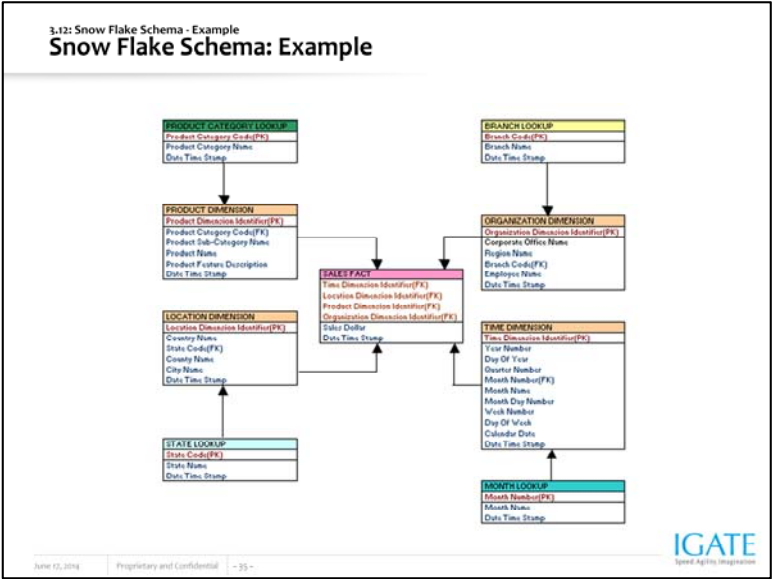 3.12: Snow Flake Schema - Example
Snow Flake Schema: Example
PRODUCT CATEGORY LOOKUP
Product Category Code(PK)
Product Category Name
Date Time Stamp
BRANCH LOOKUP
Branch Code(PK)
Branch Name
Date Time Stamp
PRODUCT DIMENSION
Product Dimension Identifier(PK)
Product Category Code(FK)
Product Sub-Category Name
Product Name
Product Feature Description
Date Time Stamp
ORGANIZATION DIMENSION
Organization Dimension Identifier(PK)
Corporate Office Name
Region Name
Branch Code(FK)
Employee Name
Date Time Stamp
SALES FACT
Time Dimension Identifier(FK)
Location Dimension Identifier(FK)
Product Dimension Identifier(FK)
Organization Dimension Identifier(FK)
Sales Dollar
Date Time Stamp
LOCATION DIMENSION
Location Dimension Identifier(PK)
Country Name
State Code(FK)
County Name
City Name
Date Time Stamp
TIME DIMENSION
Time Dimension Identifier(PK)
Year Number
Day Of Year
Quarter Number
Month Number(FK)
Month Name
Month Day Number
Week Number
Day Of Week
Calendar Date
Date Time Stamp
STATE LOOKUP
State Code(PK)
State Name
Date Time Stamp
MONTH LOOKUP
Month Number(PK)
Month Name
Date Time Stamp
June 17, 2014
Proprietary and Confidential
- 35 -
IGATE
Speed.Agility.Imagination